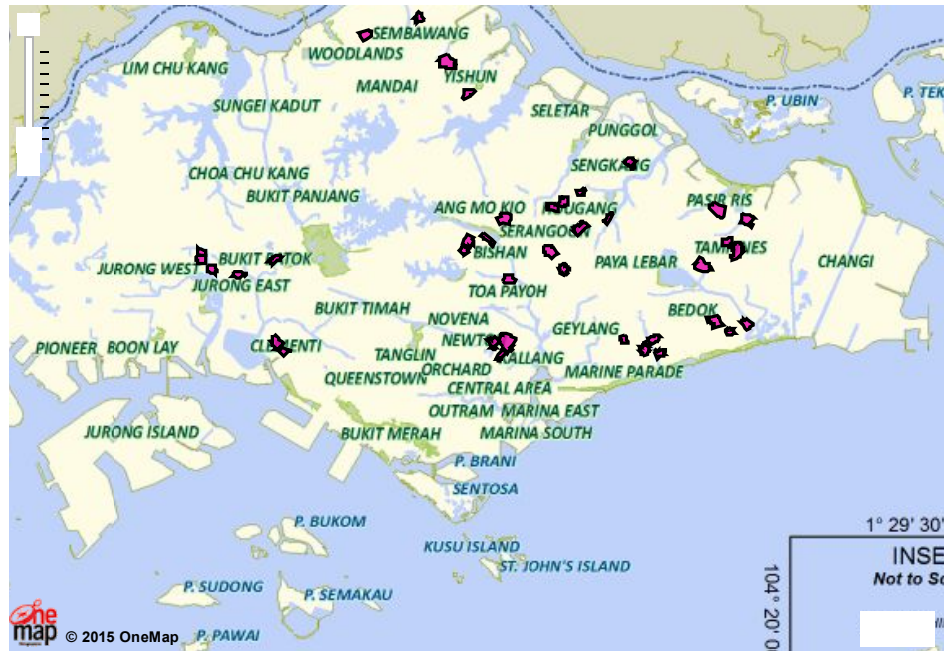 SEMBAWANG
WOODLANDS
LIM CHU KANG
YISHUN
MANDAI
SUNGEI KADUT
SELETAR
P. UBIN
P. TEK
PUNGGOL
SENGKANG
CHOA CHU KANG
BUKIT PANJANG
PASIR RIS
ANG MO KIO
HOUGANG
SERANGOON
BISHAN
TAMPINES
BUKIT BATOK
JURONG WEST
PAYA LEBAR
CHANGI
JURONG EAST
TOA PAYOH
BUKIT TIMAH
BEDOK
NOVENA
GEYLANG
NEWTON
PIONEER
BOON LAY
CLEMENTI
TANGLIN
KALLANG
ORCHARD
MARINE PARADE
QUEENSTOWN
CENTRAL AREA
OUTRAM
MARINA EAST
JURONG ISLAND
BUKIT MERAH
MARINA SOUTH
P. BRANI
SENTOSA
P. BUKOM
1° 29' 30'
KUSU ISLAND
INSE
ST. JOHN'S ISLAND
Not to Sc
104° 20' 0
P. SUDONG
P. SEMAKAU
One
map © 2015 OneMap
P. PAWAI